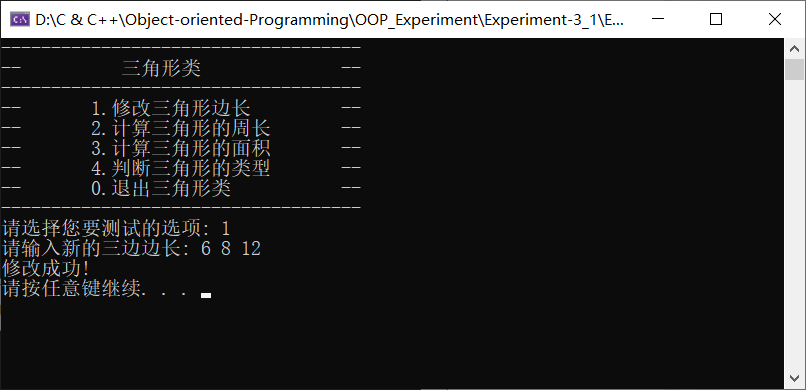 D:\C & C++\Object-oriented-Programming\OOP_Experiment\Experiment-3_1\E...
------------------------------------
-- 三角形类 --
------------------------------------
-- 1.修改三角形边长 --
-- 2.计算三角形的周长 --
-- 3.计算三角形的面积 --
-- 4.判断三角形的类型 --
-- 0.退出三角形类 --
------------------------------------
请选择您要测试的选项: 1
请输入新的三边边长: 6 8 12
修改成功!
请按任意键继续. . .